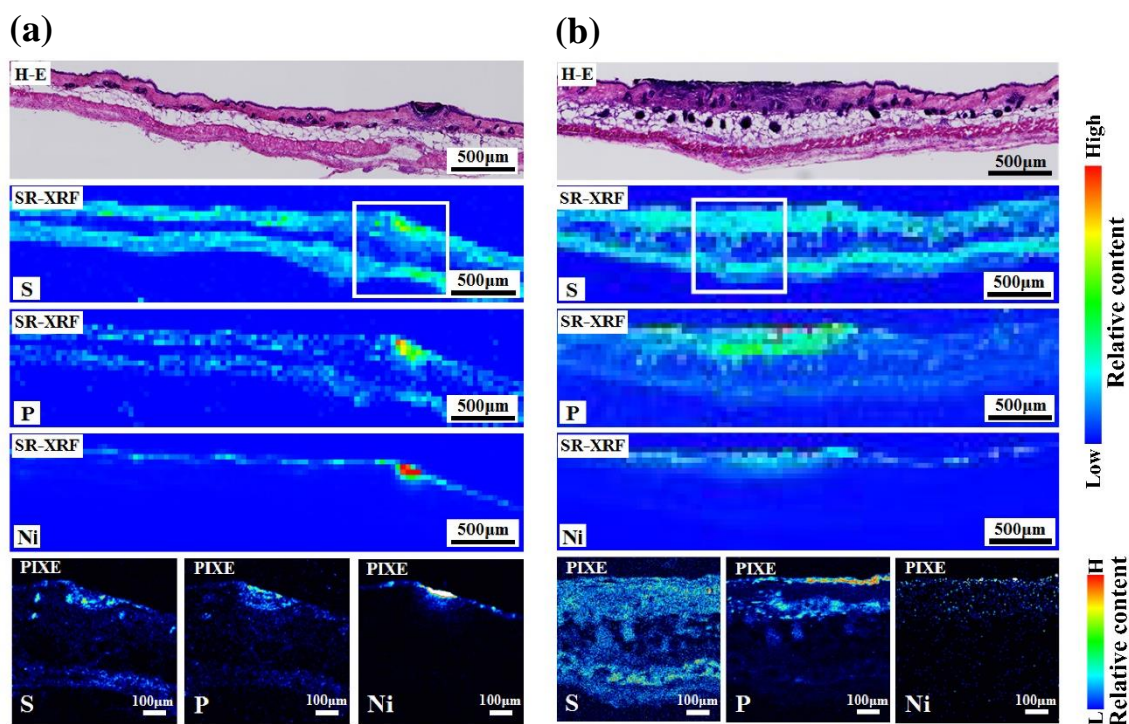 (a)
H-E
500μm
SR-XRF
S
500μm
SR-XRF
P
500μm
SR-XRF
Ni
500μm
PIXE
S
100μm
PIXE
P
100μm
PIXE
Ni
100μm
(b)
H-E
500μm
SR-XRF
S
500μm
SR-XRF
P
500μm
SR-XRF
Ni
500μm
PIXE
S
100μm
PIXE
P
100μm
PIXE
Ni
100μm
High
Relative content
Low
H
Relative content
L